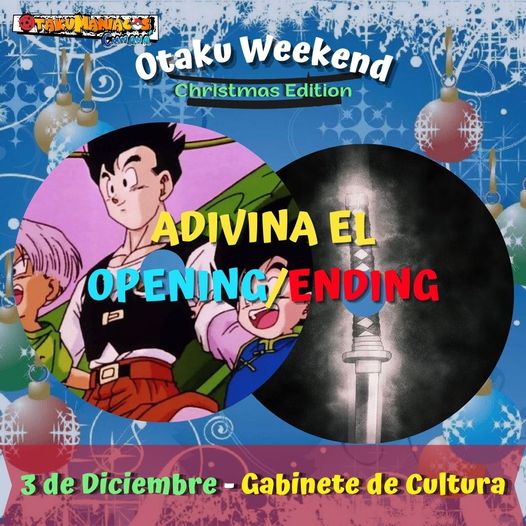 OTAKUMANIACOS
Otaku Weekend
Christmas Edition
ADIVINA EL
OPENING/ENDING
3 de Diciembre - Gabinete de Cultura